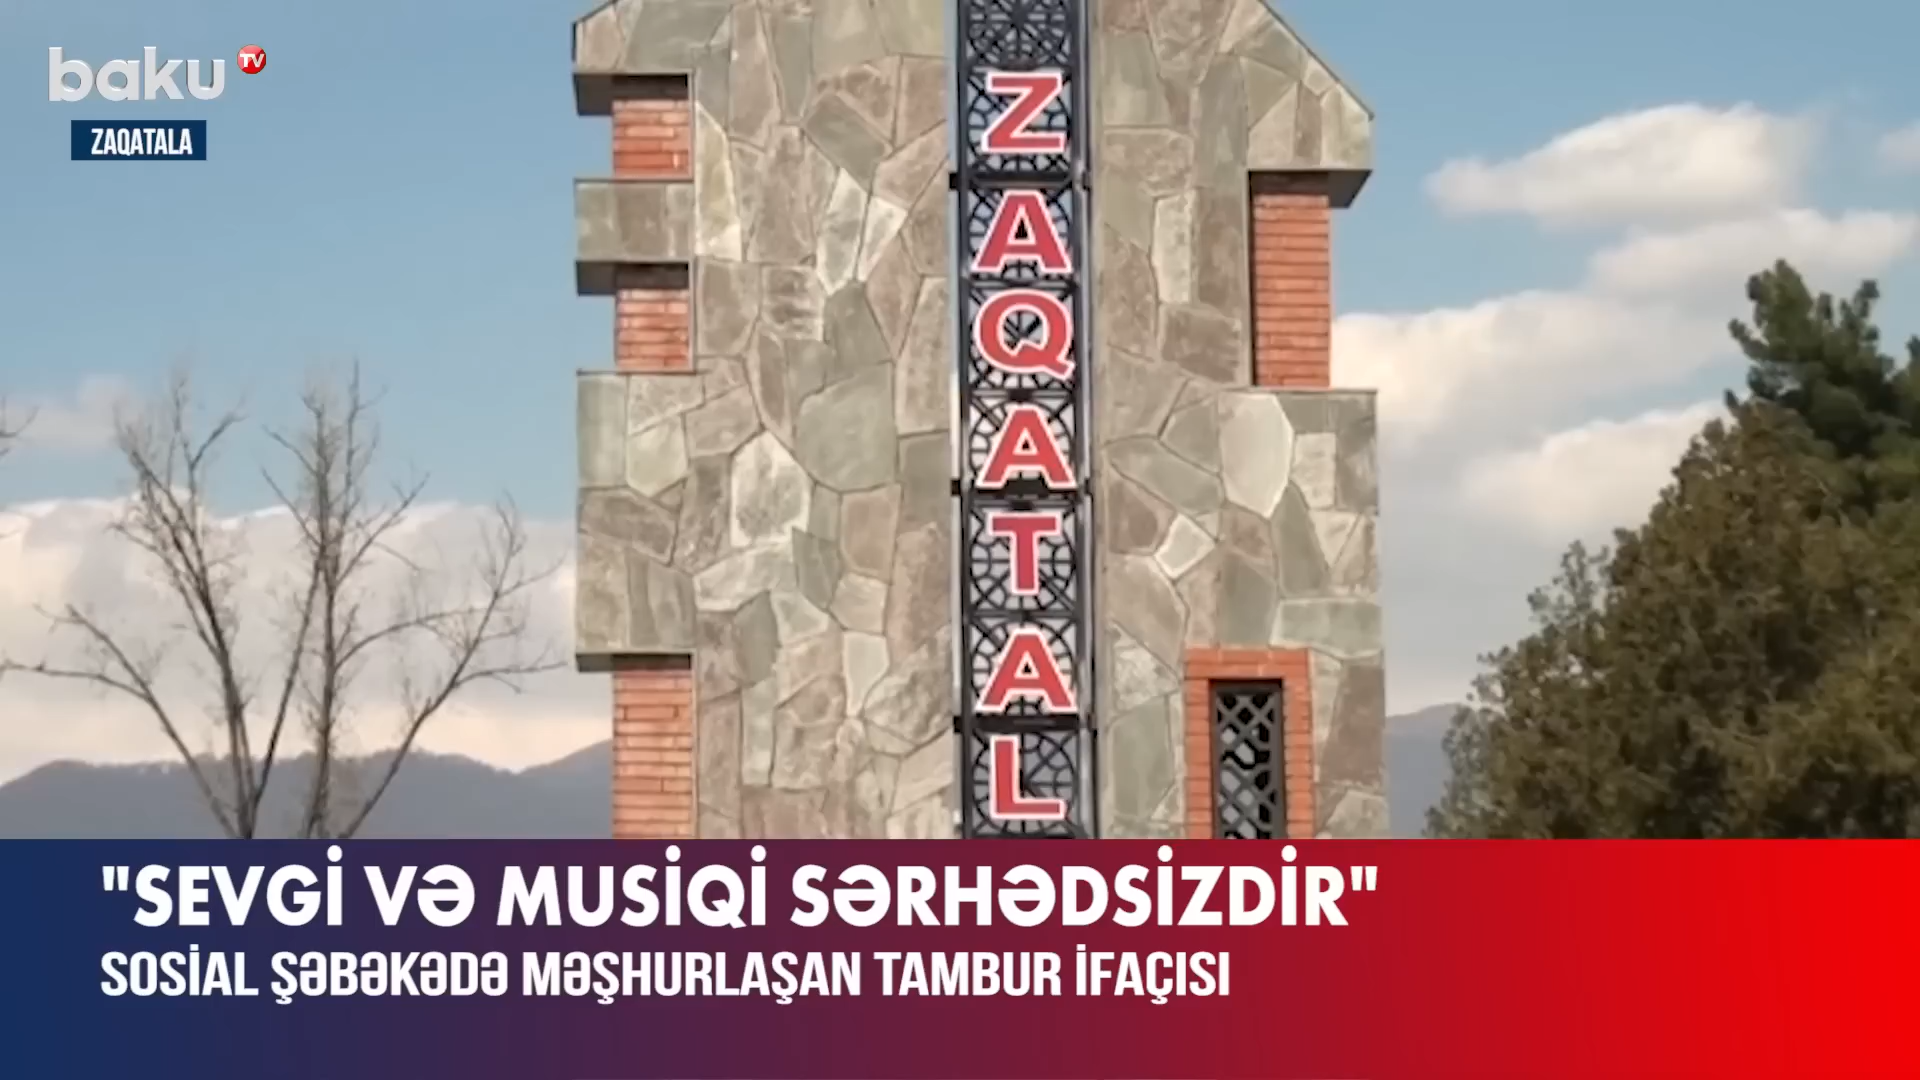 baku TV
ZAQATALA
ZAQATAL
"SEVGİ VƏ MUSİQİ SƏRHƏDSİZDİR"
SOSİAL ŞƏBƏKƏDƏ MƏŞHURLAŞAN TAMBUR İFAÇISI